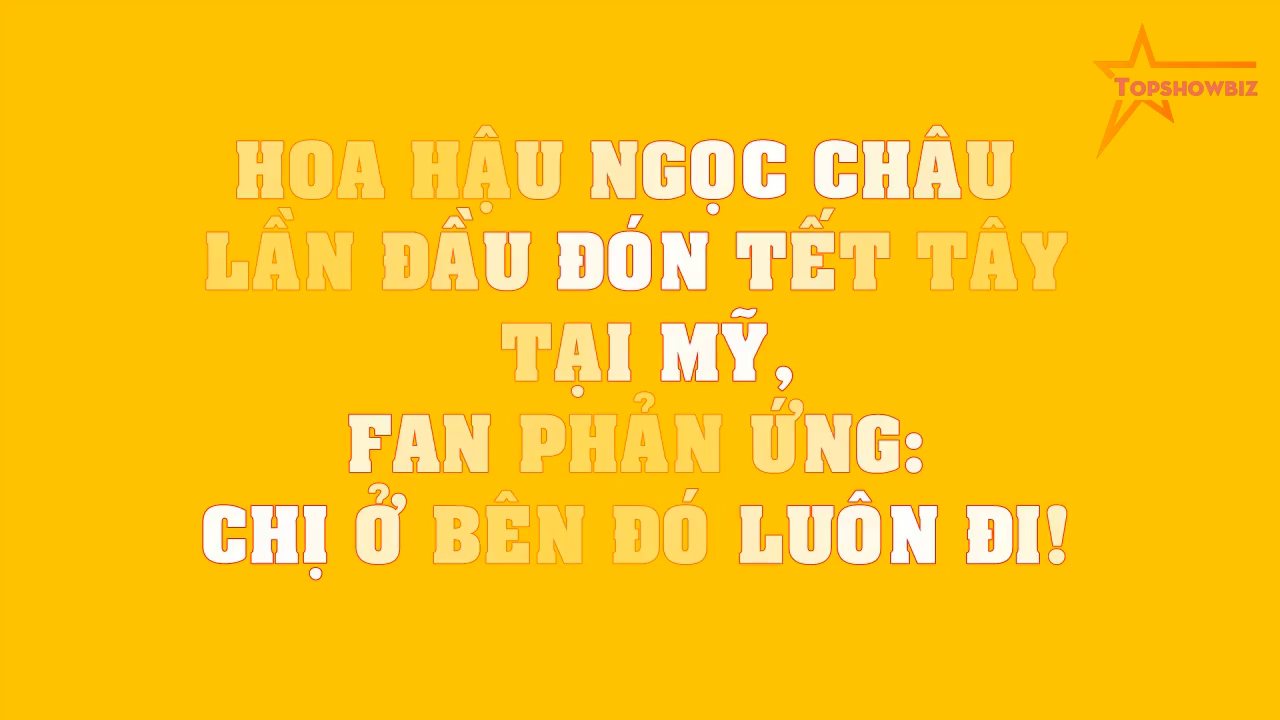 TOPSHOWBIZ
HOA HẬU NGỌC CHÂU
LẦN ĐẦU ĐÓN TẾT TÂY
TẠI MỸ,
FAN PHẢN ỨNG:
CHỊ Ở BÊN ĐÓ LUÔN ĐI!